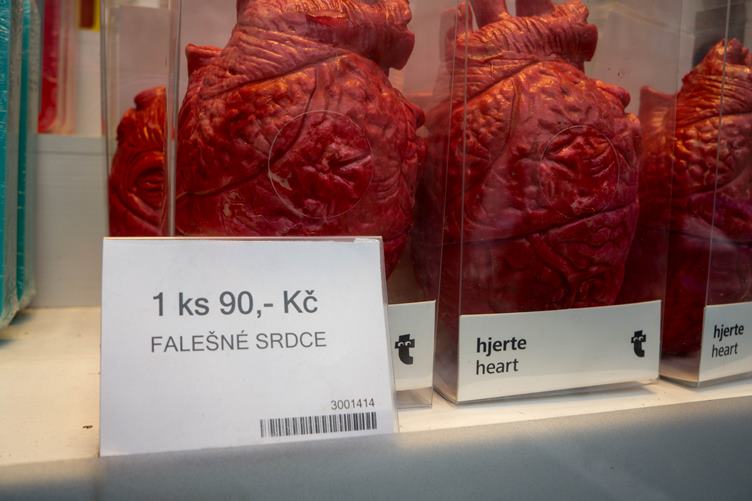 1 ks 90,- Kč
FALEŠNÉ SRDCE
3001414
hjerte
heart
hjerte
heart